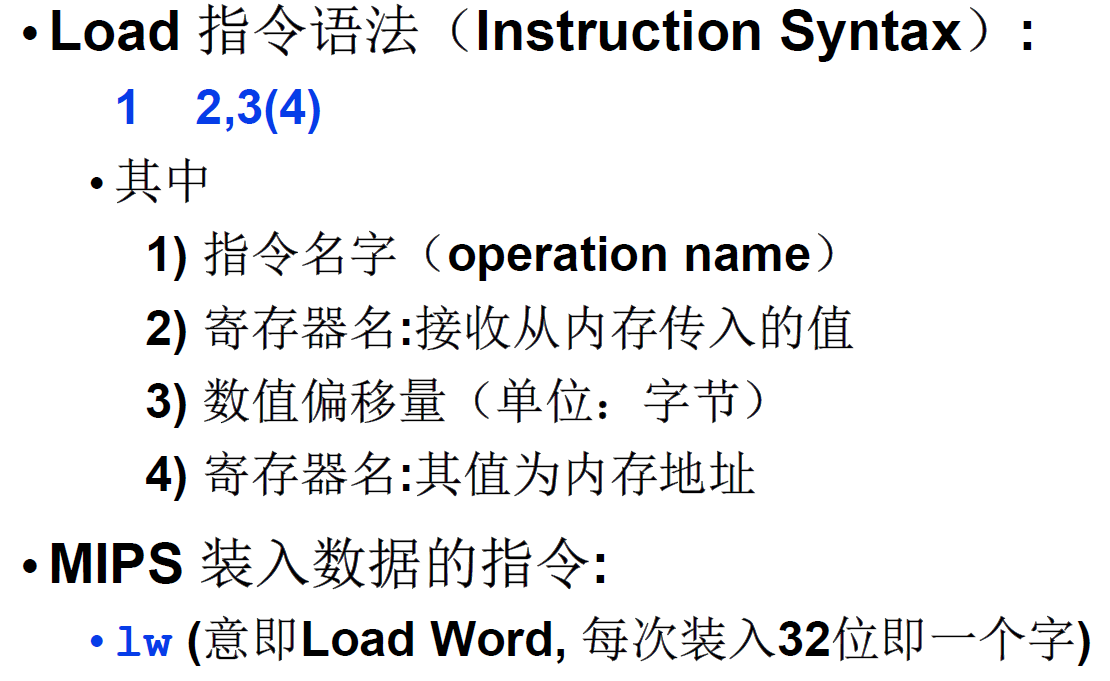 •Load 指令语法（Instruction Syntax）:
1 2,3(4)
•其中
1) 指令名字（operation name）
2) 寄存器名:接收从内存传入的值
3) 数值偏移量（单位：字节）
4) 寄存器名:其值为内存地址
•MIPS 装入数据的指令:
•lw (意即Load Word, 每次装入32位即一个字)